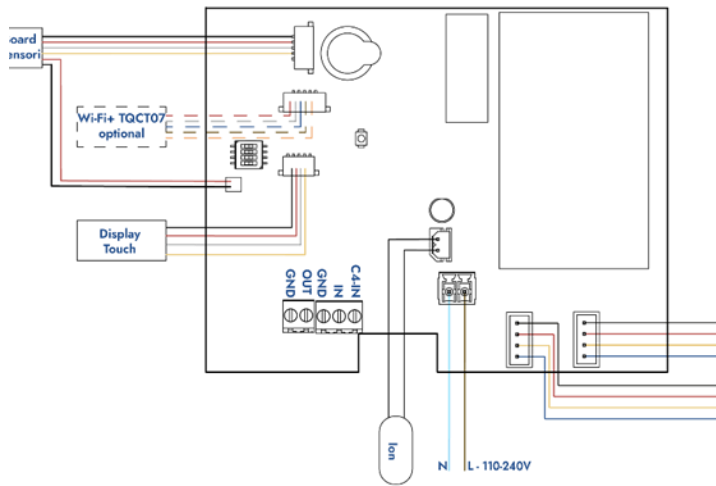 oard
ensori
Wi-Fi+ TQCT07
optional
Display
Touch
GND
OUT
GND
IN
C4-IN
Ion
N
L - 110-240V